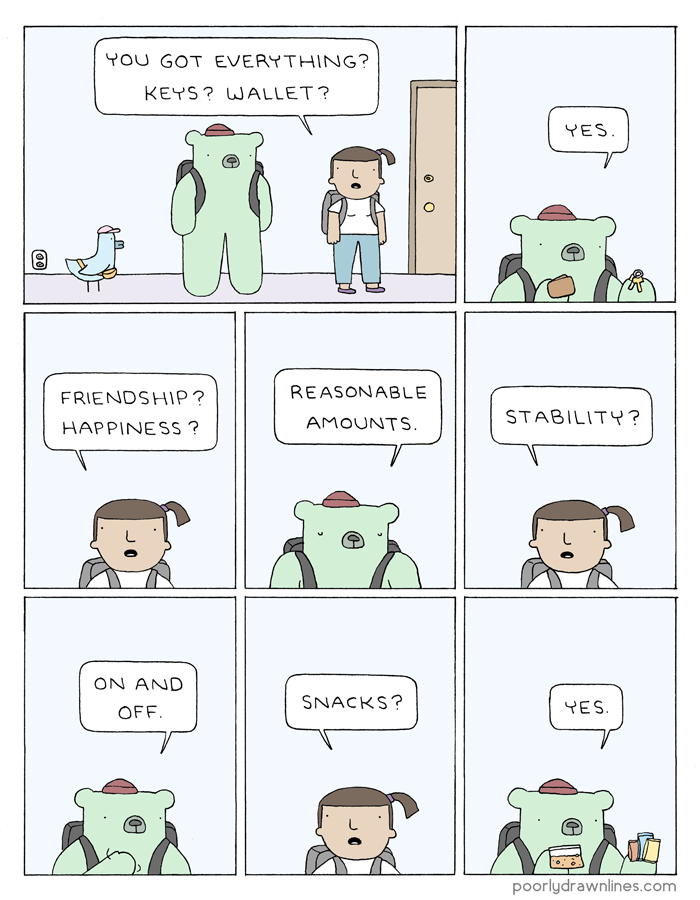 YOU GOT EVERYTHING?
KEYS? WALLET?
YES.
FRIENDSHIP?
HAPPINESS?
REASONABLE
AMOUNTS.
STABILITY?
ON AND
OFF.
SNACKS?
YES.
poorlydrawnlines.com